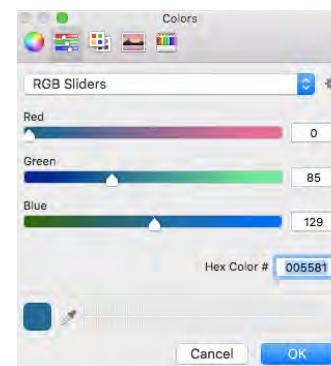 Colors
RGB Sliders
Red
0
Green
85
Blue
129
Hex Color # 005581
Cancel OK